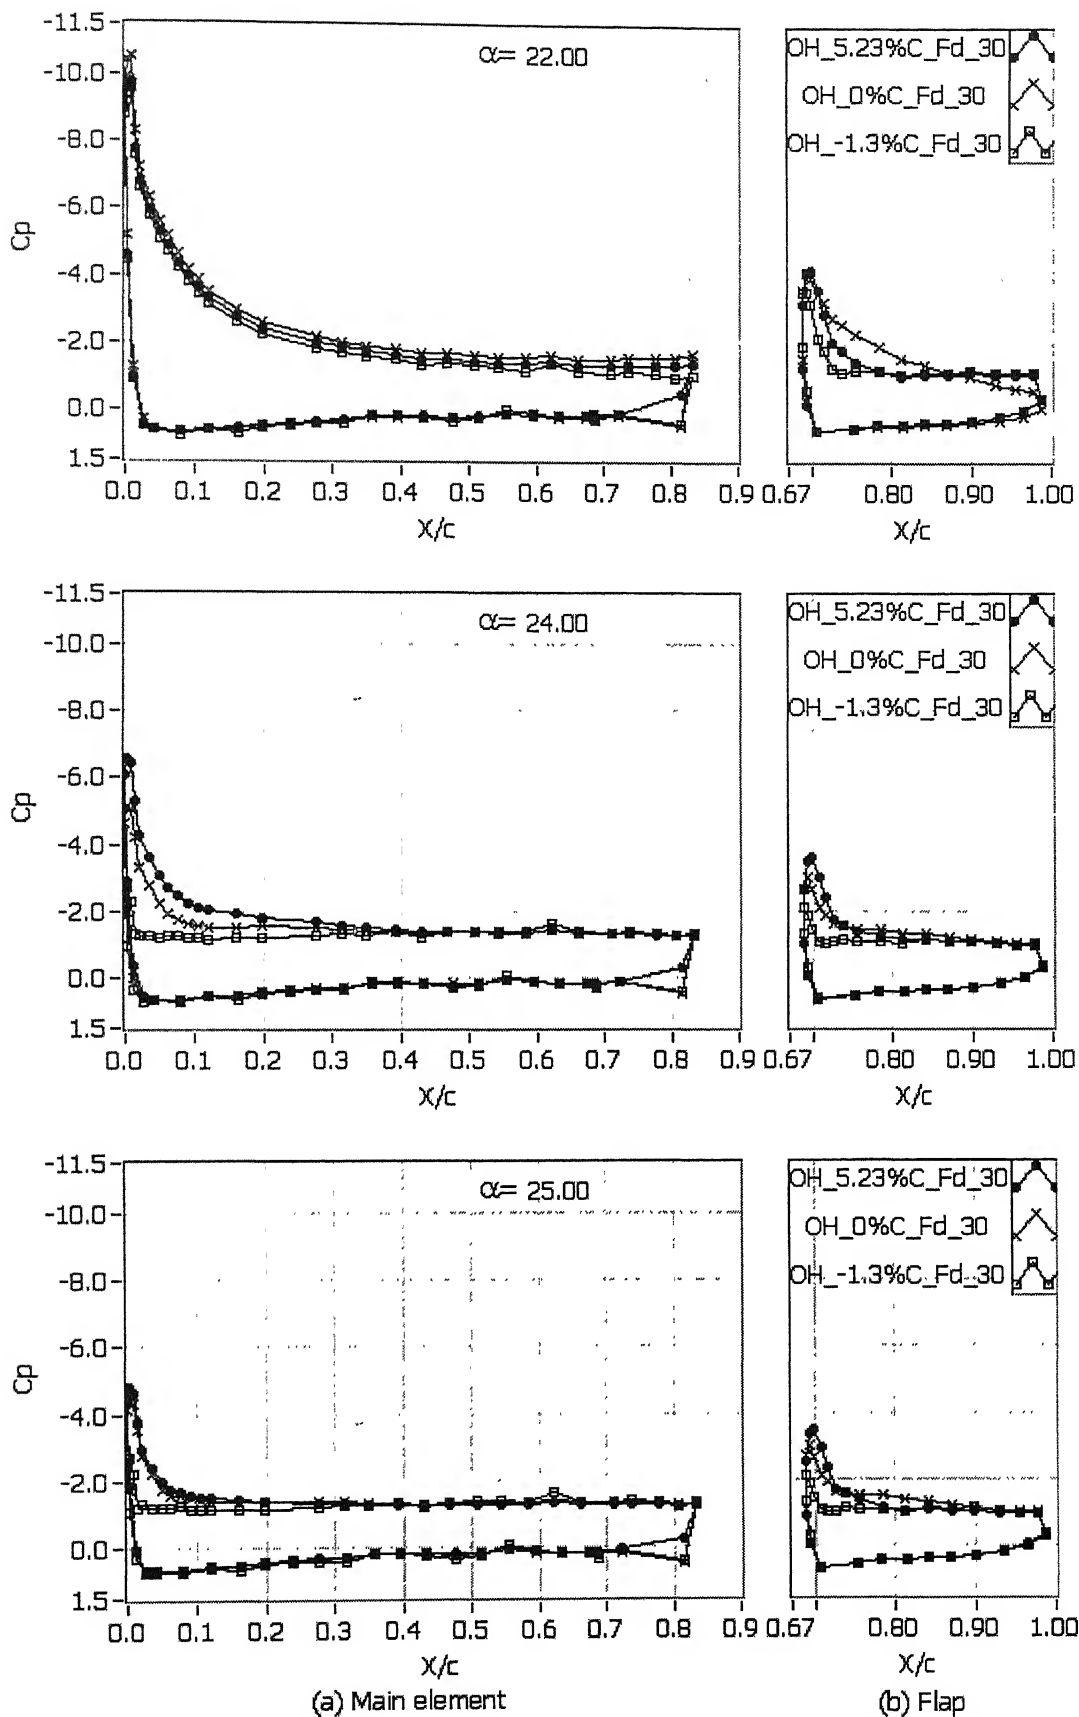 -11.5
-10.0
-8.0
-6.0
-4.0
-2.0
0.0
1.5
Cp
α= 22.00
0.0 0.1 0.2 0.3 0.4 0.5 0.6 0.7 0.8 0.9
X/c
OH_5.23%C_Fd_30
OH_0%C_Fd_30
OH_-1.3%C_Fd_30
0.67 0.80 0.90 1.00
X/c
-11.5
-10.0
-8.0
-6.0
-4.0
-2.0
0.0
1.5
Cp
α= 24.00
0.0 0.1 0.2 0.3 0.4 0.5 0.6 0.7 0.8 0.9
X/c
OH_5.23%C_Fd_30
OH_0%C_Fd_30
OH_-1.3%C_Fd_30
0.67 0.80 0.90 1.00
X/c
-11.5
-10.0
-8.0
-6.0
-4.0
-2.0
0.0
1.5
Cp
α= 25.00
0.0 0.1 0.2 0.3 0.4 0.5 0.6 0.7 0.8 0.9
X/c
(a) Main element
OH_5.23%C_Fd_30
OH_0%C_Fd_30
OH_-1.3%C_Fd_30
0.67 0.80 0.90 1.00
X/c
(b) Flap